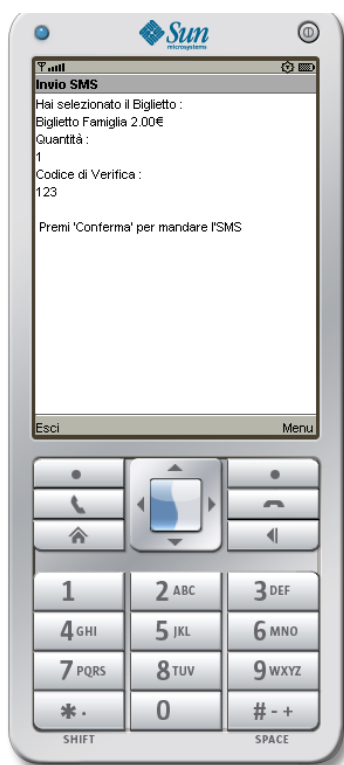 Sun
microsystems
Invio SMS
Hai selezionato il Biglietto :
Biglietto Famiglia 2.00€
Quantità :
1
Codice di Verifica :
123
Premi 'Conferma' per mandare l'SMS
Esci Menu
1 2 ABC 3 DEF
4 GHI 5 JKL 6 MNO
7 PQRS 8 TUV 9 WXYZ
* . 0 # - +
SHIFT SPACE